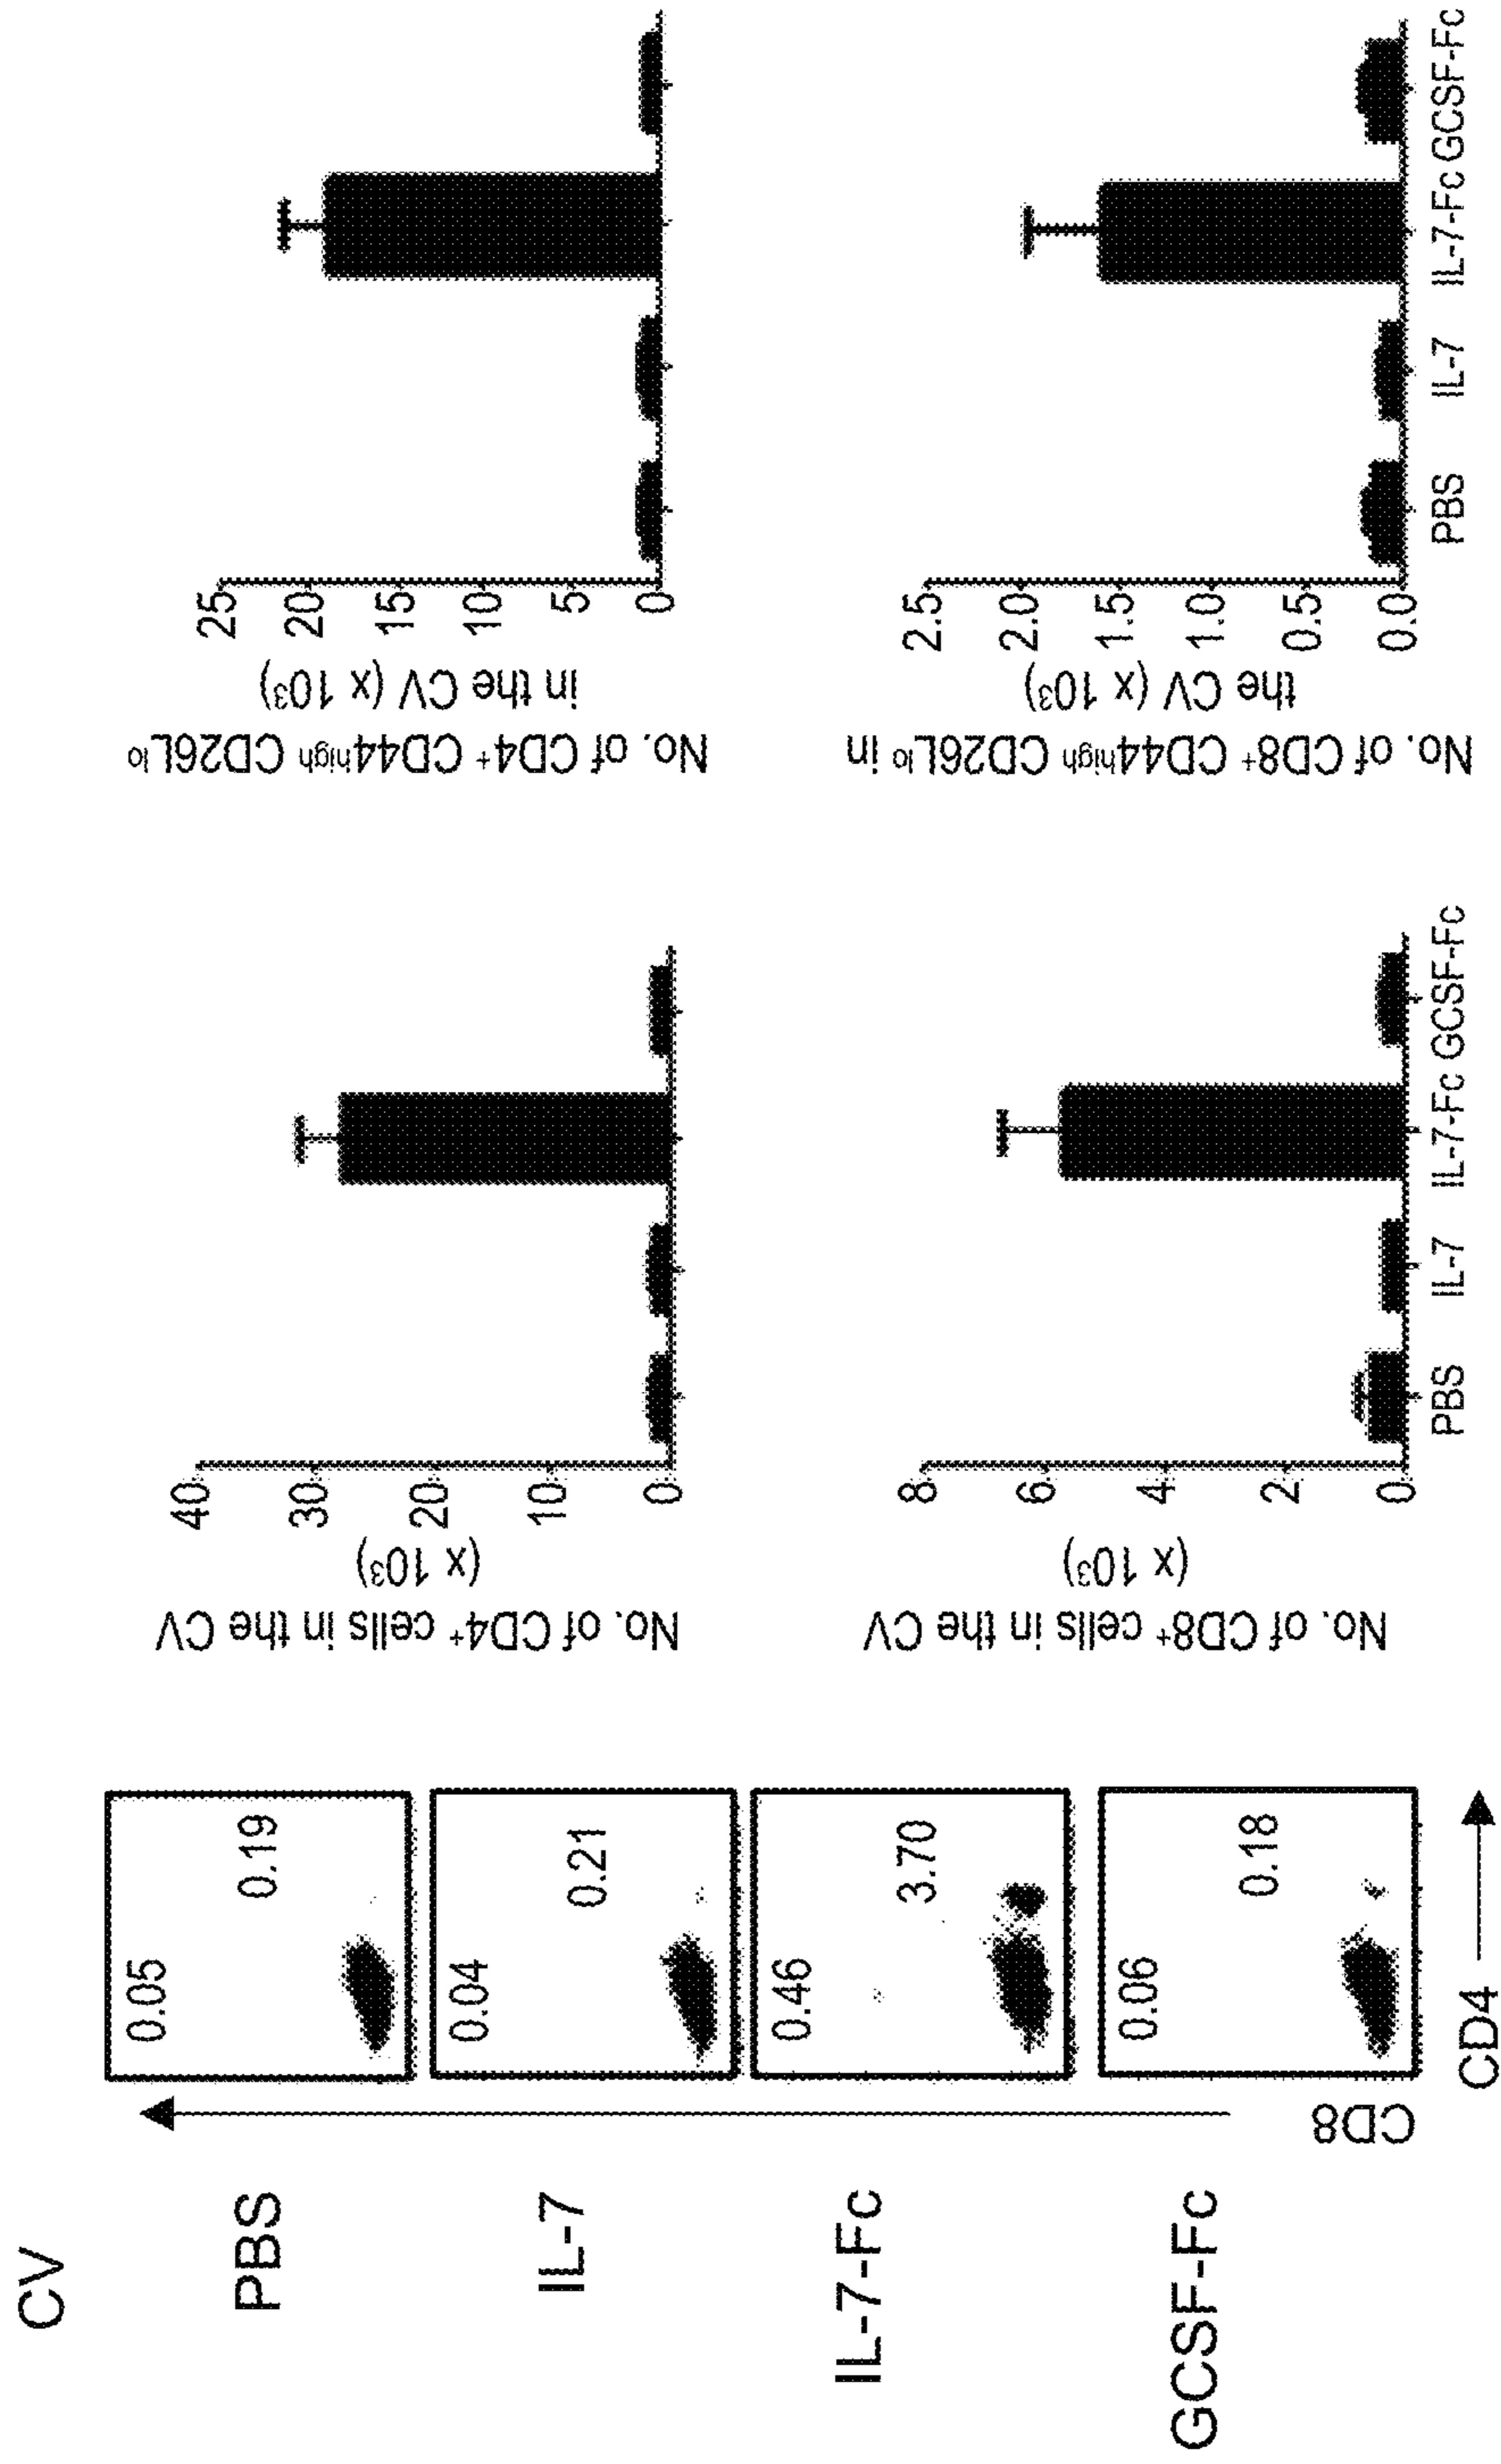 CV
PBS
0.05
0.19
IL-7
0.04
0.21
IL-7-Fc
0.46
3.70
GCSF-Fc
0.06
0.18
CD8
CD4
No. of CD4⁺ cells in the CV
(x 10³)
40
30
20
10
0
No. of CD4⁺ CD44ʰⁱᵍʰ CD26Lˡᵒ
in the CV (x 10³)
25
20
15
10
5
0
No. of CD8⁺ cells in the CV
(x 10³)
8
6
4
2
0
PBS IL-7 IL-7-Fc GCSF-Fc
No. of CD8⁺ CD44ʰⁱᵍʰ CD26Lˡᵒ in
the CV (x 10³)
2.5
2.0
1.5
1.0
0.5
0.0
PBS IL-7 IL-7-Fc GCSF-Fc